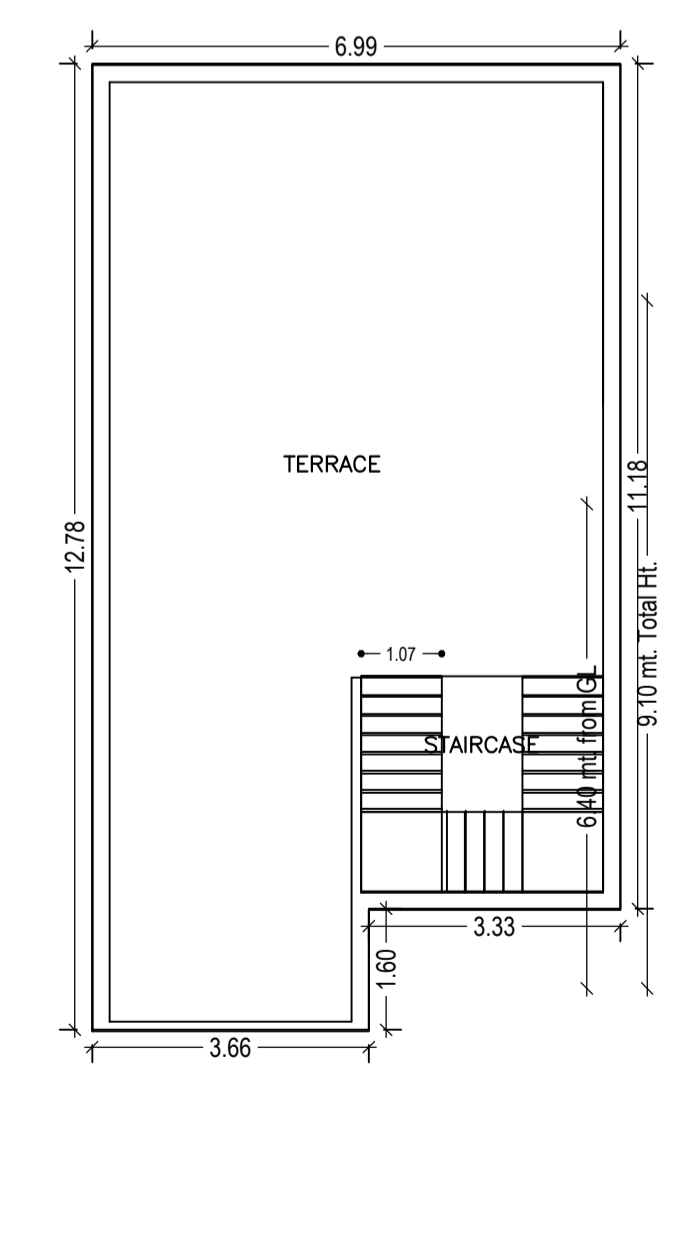 6.99
TERRACE
11.18
12.78
9.10 mt. Total Ht.
1.07
STAIRCASE
6.40 mt. from GL
3.33
1.60
3.66